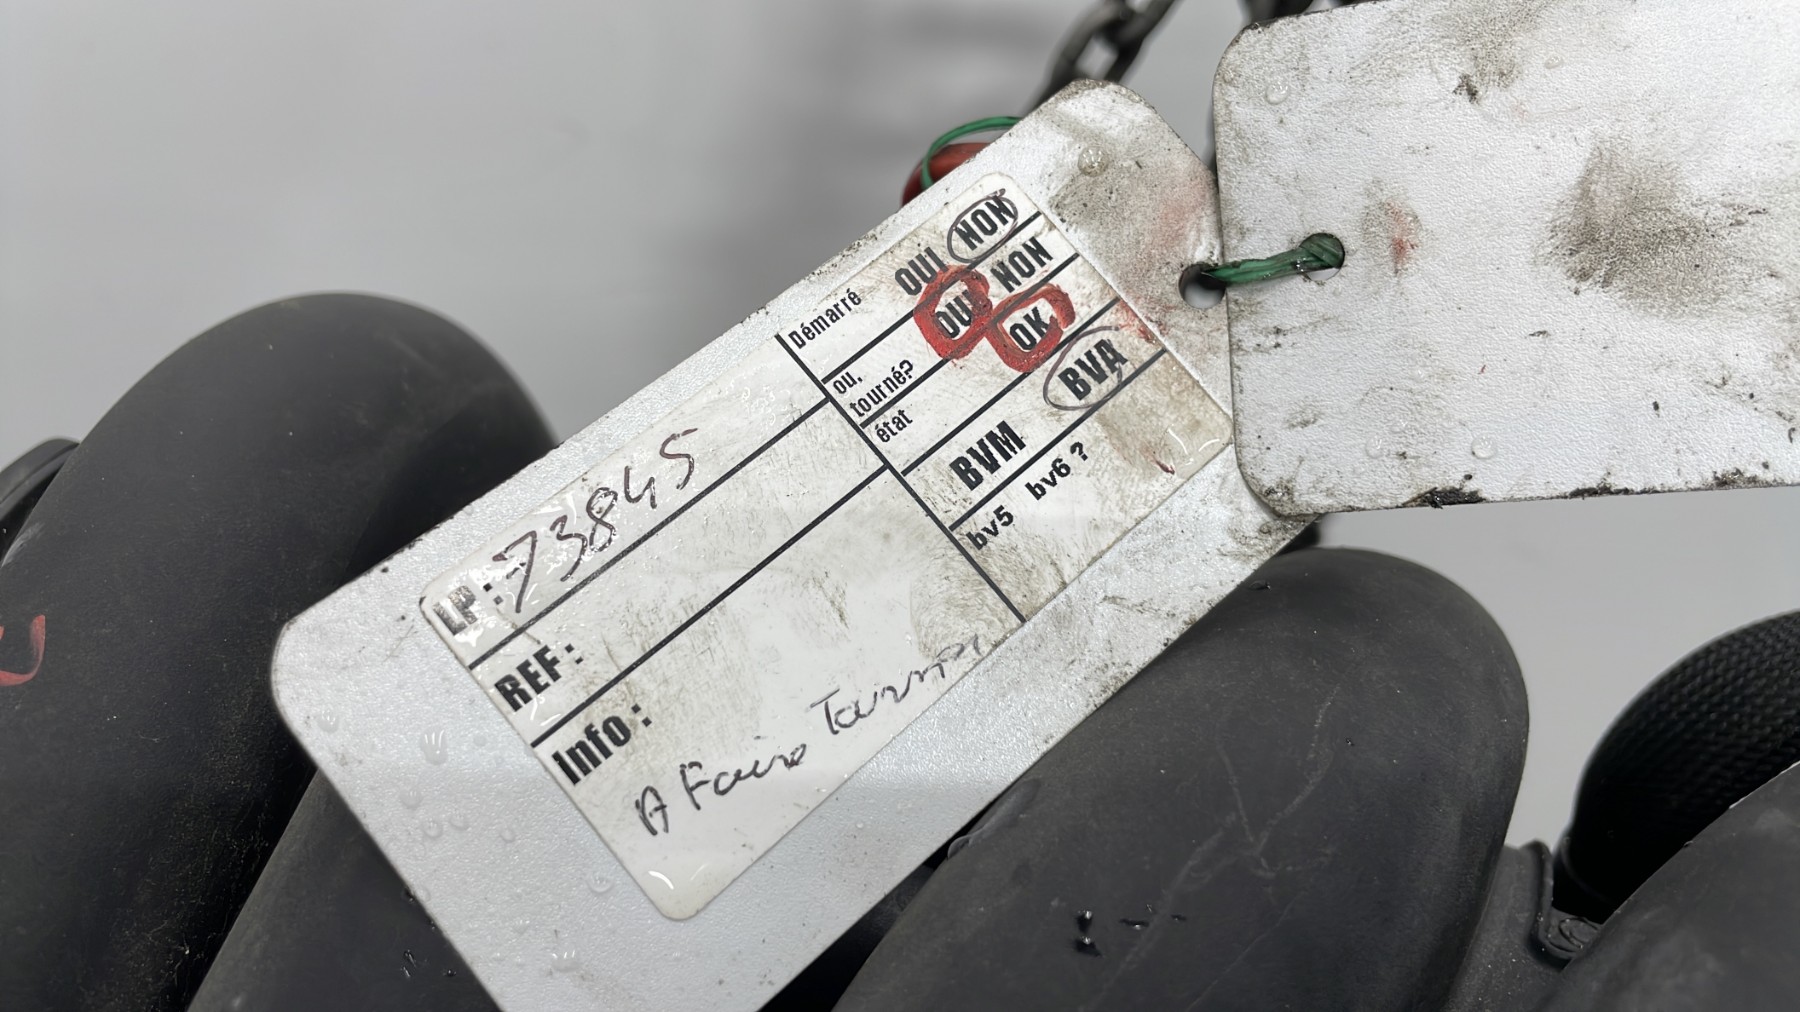 LP: 73845
REF:
Info:
A Faire Tourner
Démarré OUI NON
ou, tourné? OUI NON
état OK
BVM BVA
bv5 bv6 ?